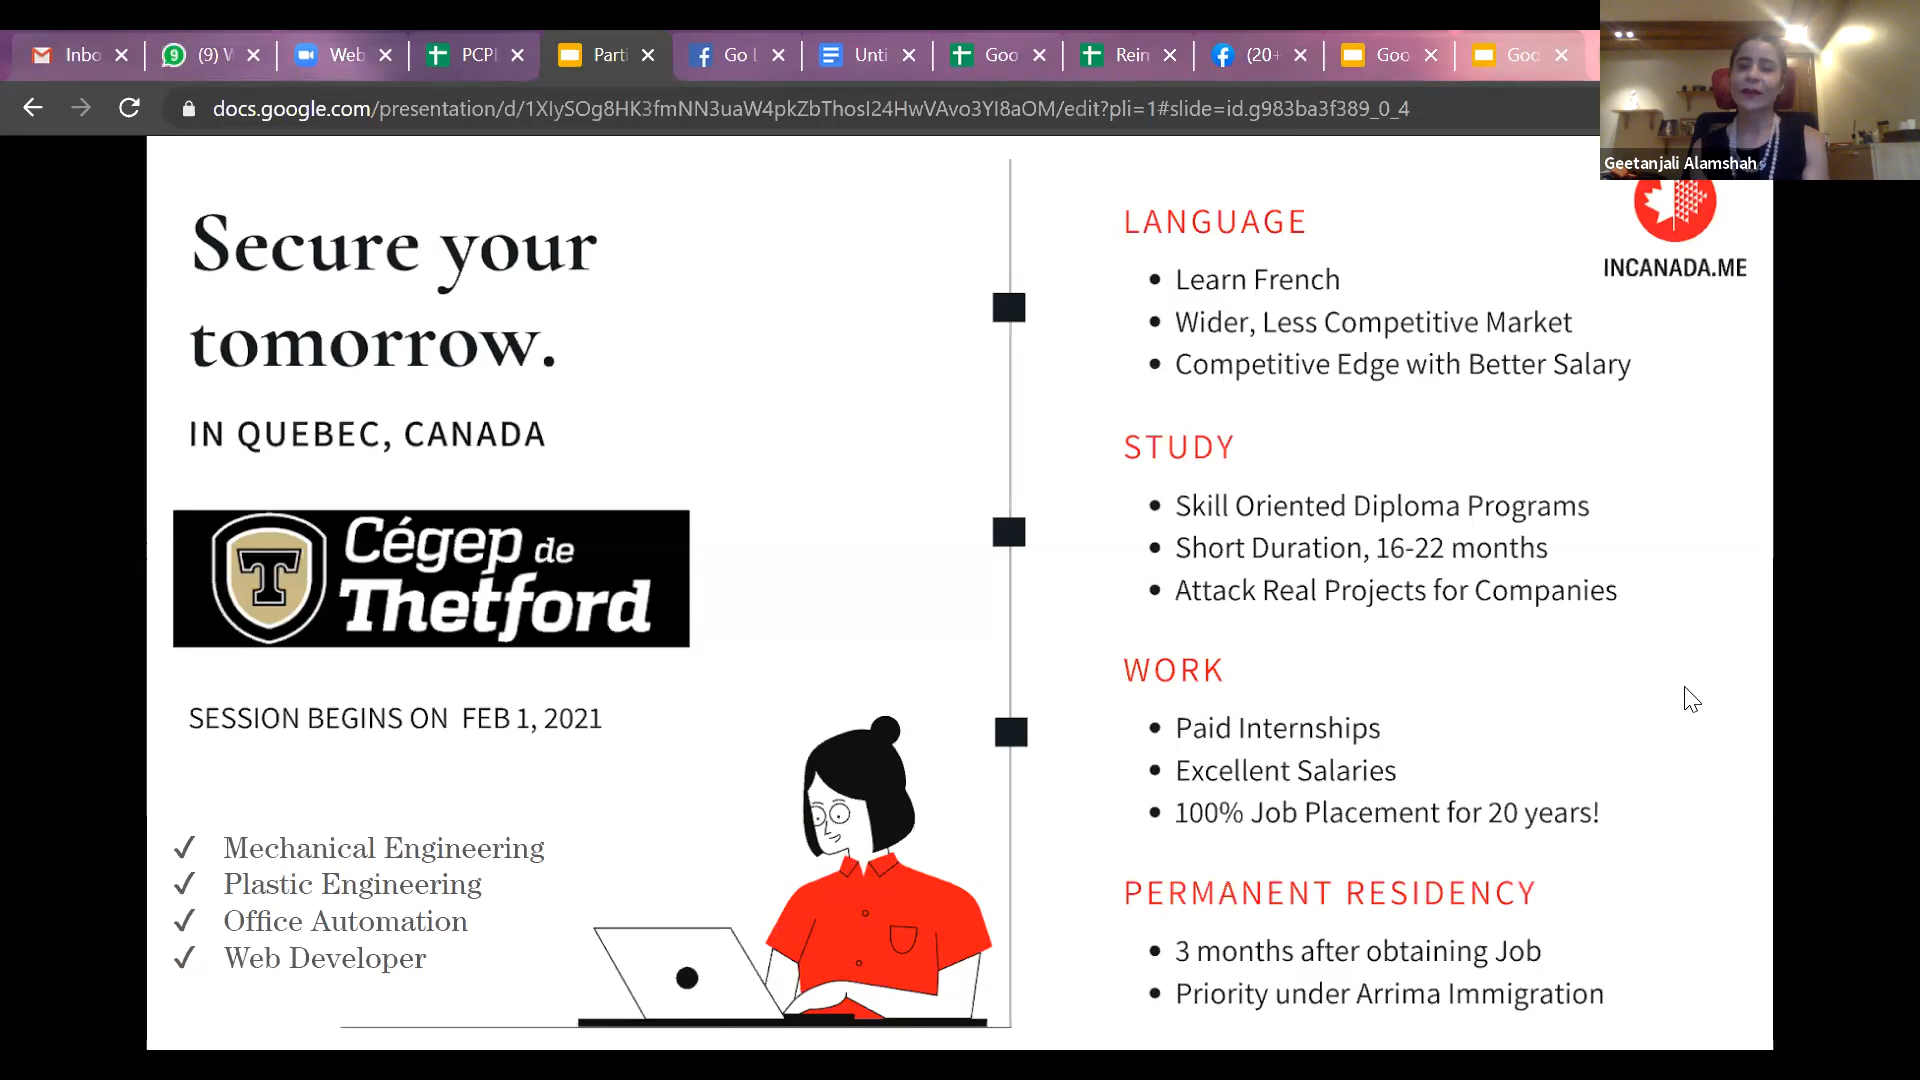 Inbo
(9) W
Web
PCPI
Parti
Go L
Unti
Goo
Rein
(20+
Goo
Goo
docs.google.com/presentation/d/1XIySOg8HK3fmNN3uaW4pkZbThosI24HwVAvo3YI8aOM/edit?pli=1#slide=id.g983ba3f389_0_4
Geetanjali Alamshah
INCANADA.ME
Secure your
tomorrow.
IN QUEBEC, CANADA
T
Cégep de
Thetford
SESSION BEGINS ON FEB 1, 2021
✓ Mechanical Engineering
✓ Plastic Engineering
✓ Office Automation
✓ Web Developer
LANGUAGE
• Learn French
• Wider, Less Competitive Market
• Competitive Edge with Better Salary
STUDY
• Skill Oriented Diploma Programs
• Short Duration, 16-22 months
• Attack Real Projects for Companies
WORK
• Paid Internships
• Excellent Salaries
• 100% Job Placement for 20 years!
PERMANENT RESIDENCY
• 3 months after obtaining Job
• Priority under Arrima Immigration